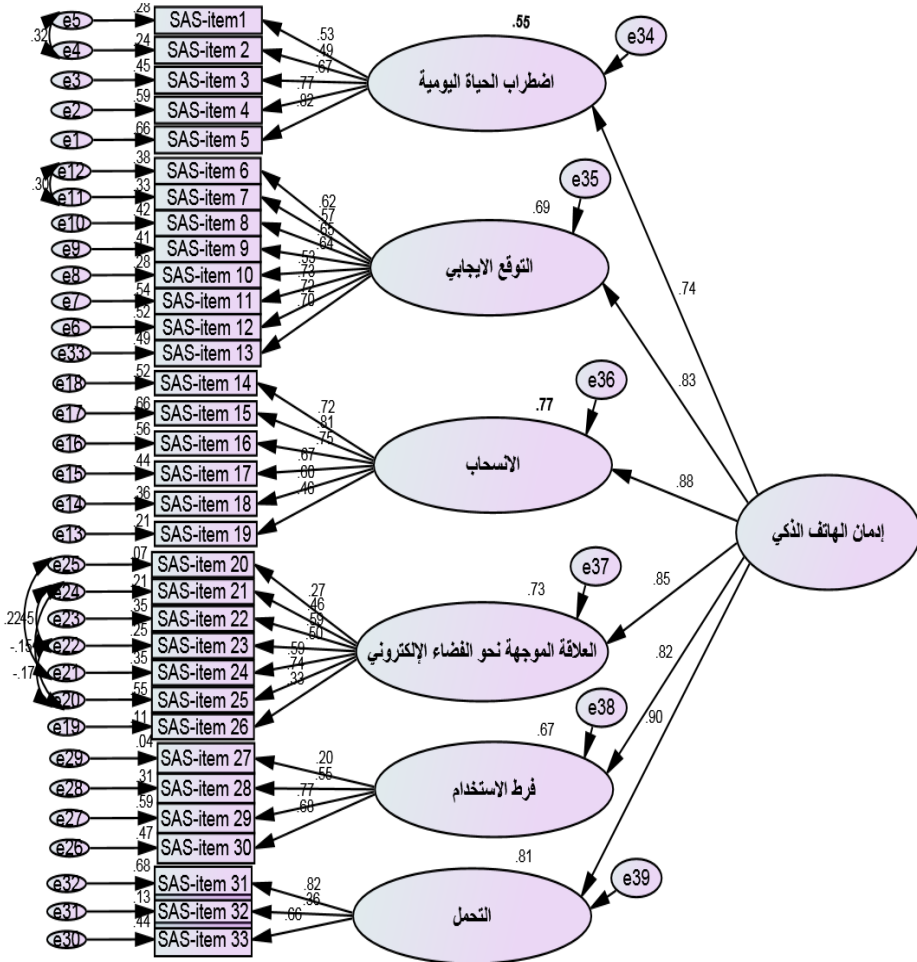 e5
.28
SAS-item1
.53
.55
e34
.32
e4
.24
SAS-item 2
.49
e3
.45
SAS-item 3
.67
اضطراب الحياة اليومية
e2
.59
SAS-item 4
.77
e1
.66
SAS-item 5
.82
e12
.38
SAS-item 6
.62
e35
.30
e11
.33
SAS-item 7
.57
.69
e10
.42
SAS-item 8
.65
e9
.41
SAS-item 9
.64
التوقع الايجابي
e8
.28
SAS-item 10
.53
e7
.54
SAS-item 11
.73
.74
e6
.52
SAS-item 12
.72
e33
.49
SAS-item 13
.70
.83
e18
.52
SAS-item 14
.72
.77
e36
e17
.66
SAS-item 15
.81
e16
.56
SAS-item 16
.75
e15
.44
SAS-item 17
.67
الانسحاب
.88
e14
.36
SAS-item 18
.60
e13
.21
SAS-item 19
.46
إدمان الهاتف الذكي
e25
.07
SAS-item 20
.27
.73
e37
.85
e24
.21
SAS-item 21
.46
.22
.45
e23
.35
SAS-item 22
.59
-.15
e22
.25
SAS-item 23
.50
العلاقة الموجهة نحو الفضاء الإلكتروني
.82
-.17
e21
.35
SAS-item 24
.59
e20
.55
SAS-item 25
.74
e19
.11
SAS-item 26
.33
e38
.90
e29
.04
SAS-item 27
.20
.67
e28
.31
SAS-item 28
.55
فرط الاستخدام
e27
.59
SAS-item 29
.77
e26
.47
SAS-item 30
.68
e32
.68
SAS-item 31
.82
.81
e39
e31
.13
SAS-item 32
.36
التحمل
e30
.44
SAS-item 33
.66